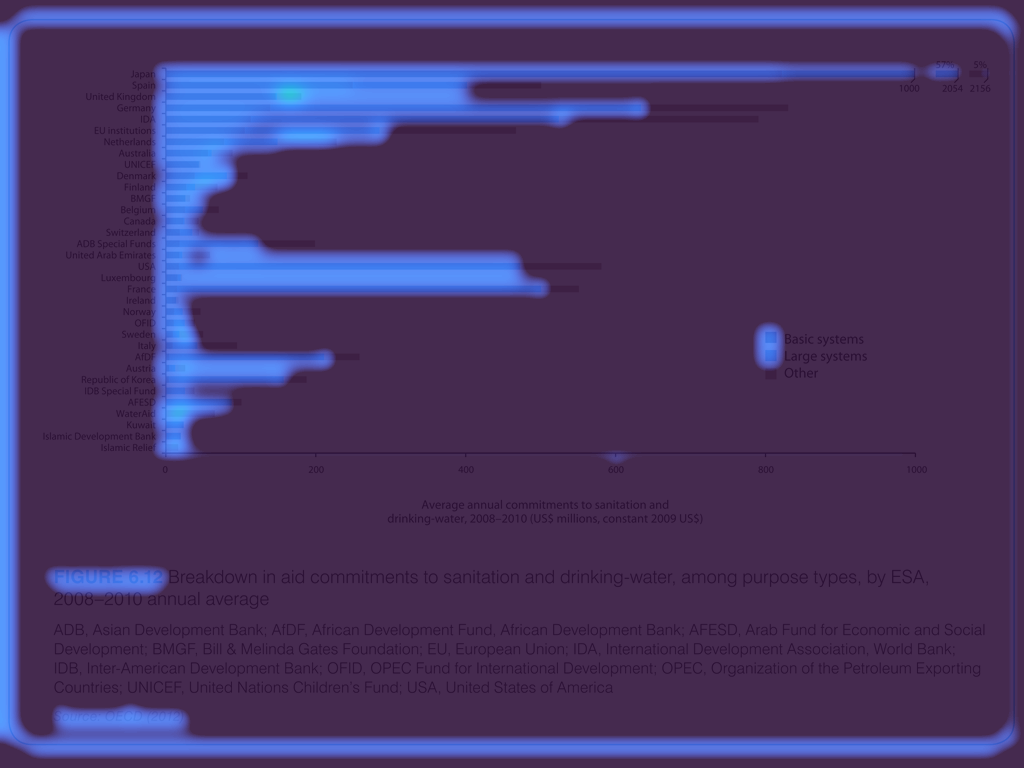 Japan
57%
5%
Spain
United Kingdom
1000
2054
2156
Germany
IDA
EU institutions
Netherlands
Australia
UNICEF
Denmark
Finland
BMGF
Belgium
Canada
Switzerland
ADB Special Funds
United Arab Emirates
USA
Luxembourg
France
Ireland
Norway
OFID
Sweden
Italy
AfDF
Austria
Republic of Korea
IDB Special Fund
AFESD
WaterAid
Kuwait
Islamic Development Bank
Islamic Relief
Basic systems
Large systems
Other
0
200
400
600
800
1000
Average annual commitments to sanitation and
drinking-water, 2008–2010 (US$ millions, constant 2009 US$)
FIGURE 6.12 Breakdown in aid commitments to sanitation and drinking-water, among purpose types, by ESA,
2008–2010 annual average
ADB, Asian Development Bank; AfDF, African Development Fund, African Development Bank; AFESD, Arab Fund for Economic and Social
Development; BMGF, Bill & Melinda Gates Foundation; EU, European Union; IDA, International Development Association, World Bank;
IDB, Inter-American Development Bank; OFID, OPEC Fund for International Development; OPEC, Organization of the Petroleum Exporting
Countries; UNICEF, United Nations Children's Fund; USA, United States of America
Source: OECD (2012)